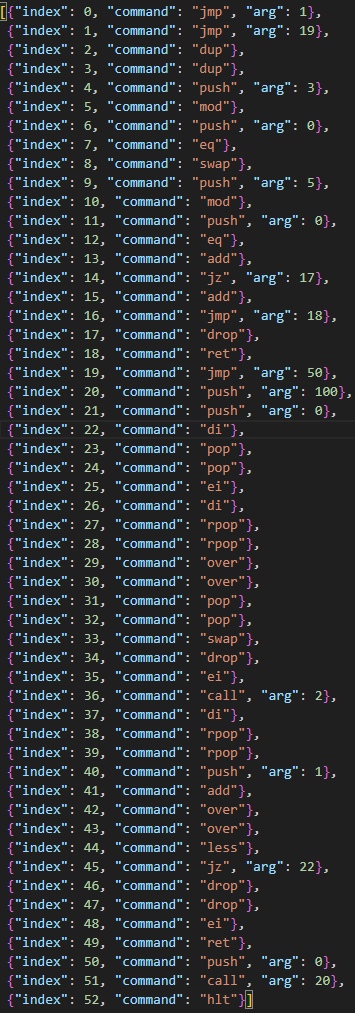 [{"index": 0, "command": "jmp", "arg": 1},
{"index": 1, "command": "jmp", "arg": 19},
{"index": 2, "command": "dup"},
{"index": 3, "command": "dup"},
{"index": 4, "command": "push", "arg": 3},
{"index": 5, "command": "mod"},
{"index": 6, "command": "push", "arg": 0},
{"index": 7, "command": "eq"},
{"index": 8, "command": "swap"},
{"index": 9, "command": "push", "arg": 5},
{"index": 10, "command": "mod"},
{"index": 11, "command": "push", "arg": 0},
{"index": 12, "command": "eq"},
{"index": 13, "command": "add"},
{"index": 14, "command": "jz", "arg": 17},
{"index": 15, "command": "add"},
{"index": 16, "command": "jmp", "arg": 18},
{"index": 17, "command": "drop"},
{"index": 18, "command": "ret"},
{"index": 19, "command": "jmp", "arg": 50},
{"index": 20, "command": "push", "arg": 100},
{"index": 21, "command": "push", "arg": 0},
{"index": 22, "command": "di"},
{"index": 23, "command": "pop"},
{"index": 24, "command": "pop"},
{"index": 25, "command": "ei"},
{"index": 26, "command": "di"},
{"index": 27, "command": "rpop"},
{"index": 28, "command": "rpop"},
{"index": 29, "command": "over"},
{"index": 30, "command": "over"},
{"index": 31, "command": "pop"},
{"index": 32, "command": "pop"},
{"index": 33, "command": "swap"},
{"index": 34, "command": "drop"},
{"index": 35, "command": "ei"},
{"index": 36, "command": "call", "arg": 2},
{"index": 37, "command": "di"},
{"index": 38, "command": "rpop"},
{"index": 39, "command": "rpop"},
{"index": 40, "command": "push", "arg": 1},
{"index": 41, "command": "add"},
{"index": 42, "command": "over"},
{"index": 43, "command": "over"},
{"index": 44, "command": "less"},
{"index": 45, "command": "jz", "arg": 22},
{"index": 46, "command": "drop"},
{"index": 47, "command": "drop"},
{"index": 48, "command": "ei"},
{"index": 49, "command": "ret"},
{"index": 50, "command": "push", "arg": 0},
{"index": 51, "command": "call", "arg": 20},
{"index": 52, "command": "hlt"}]